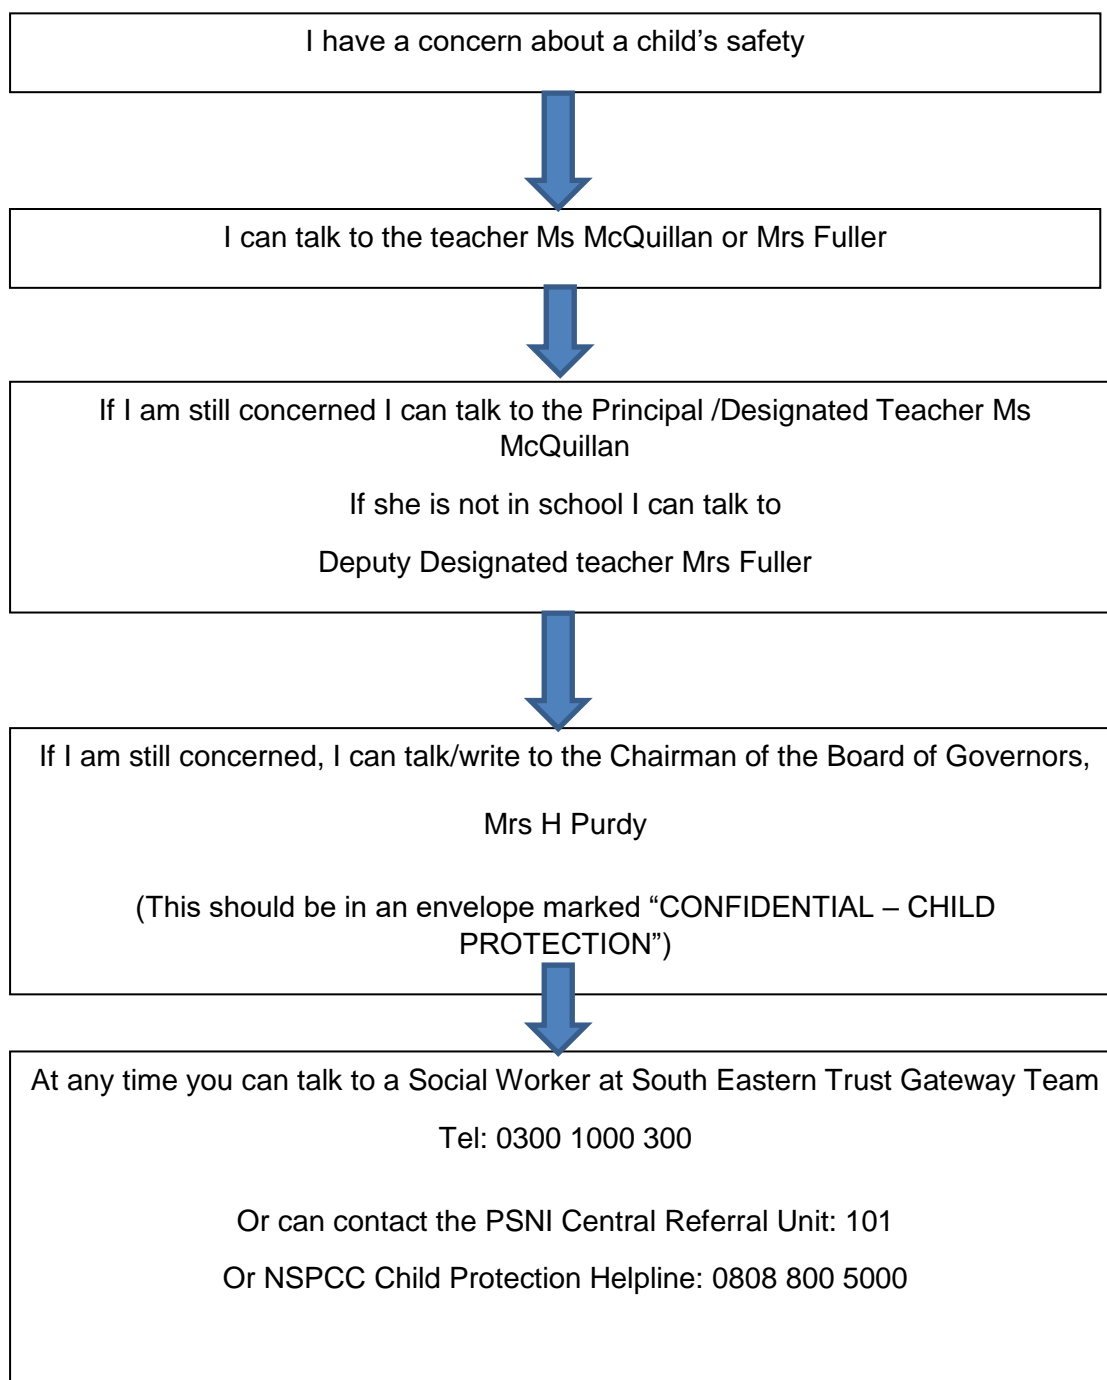 I have a concern about a child’s safety
I can talk to the teacher Ms McQuillan or Mrs Fuller
If I am still concerned I can talk to the Principal /Designated Teacher Ms
McQuillan
If she is not in school I can talk to
Deputy Designated teacher Mrs Fuller
If I am still concerned, I can talk/write to the Chairman of the Board of Governors,
Mrs H Purdy
(This should be in an envelope marked “CONFIDENTIAL – CHILD
PROTECTION”)
At any time you can talk to a Social Worker at South Eastern Trust Gateway Team
Tel: 0300 1000 300
Or can contact the PSNI Central Referral Unit: 101
Or NSPCC Child Protection Helpline: 0808 800 5000